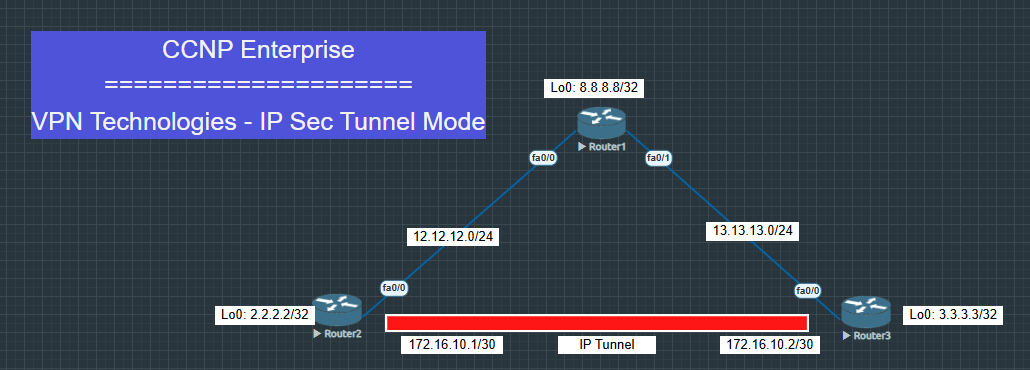 CCNP Enterprise
======================
VPN Technologies - IP Sec Tunnel Mode
Lo0: 8.8.8.8/32
Router1
fa0/0
fa0/1
12.12.12.0/24
13.13.13.0/24
fa0/0
fa0/0
Lo0: 2.2.2.2/32
Router2
Lo0: 3.3.3.3/32
Router3
172.16.10.1/30
IP Tunnel
172.16.10.2/30